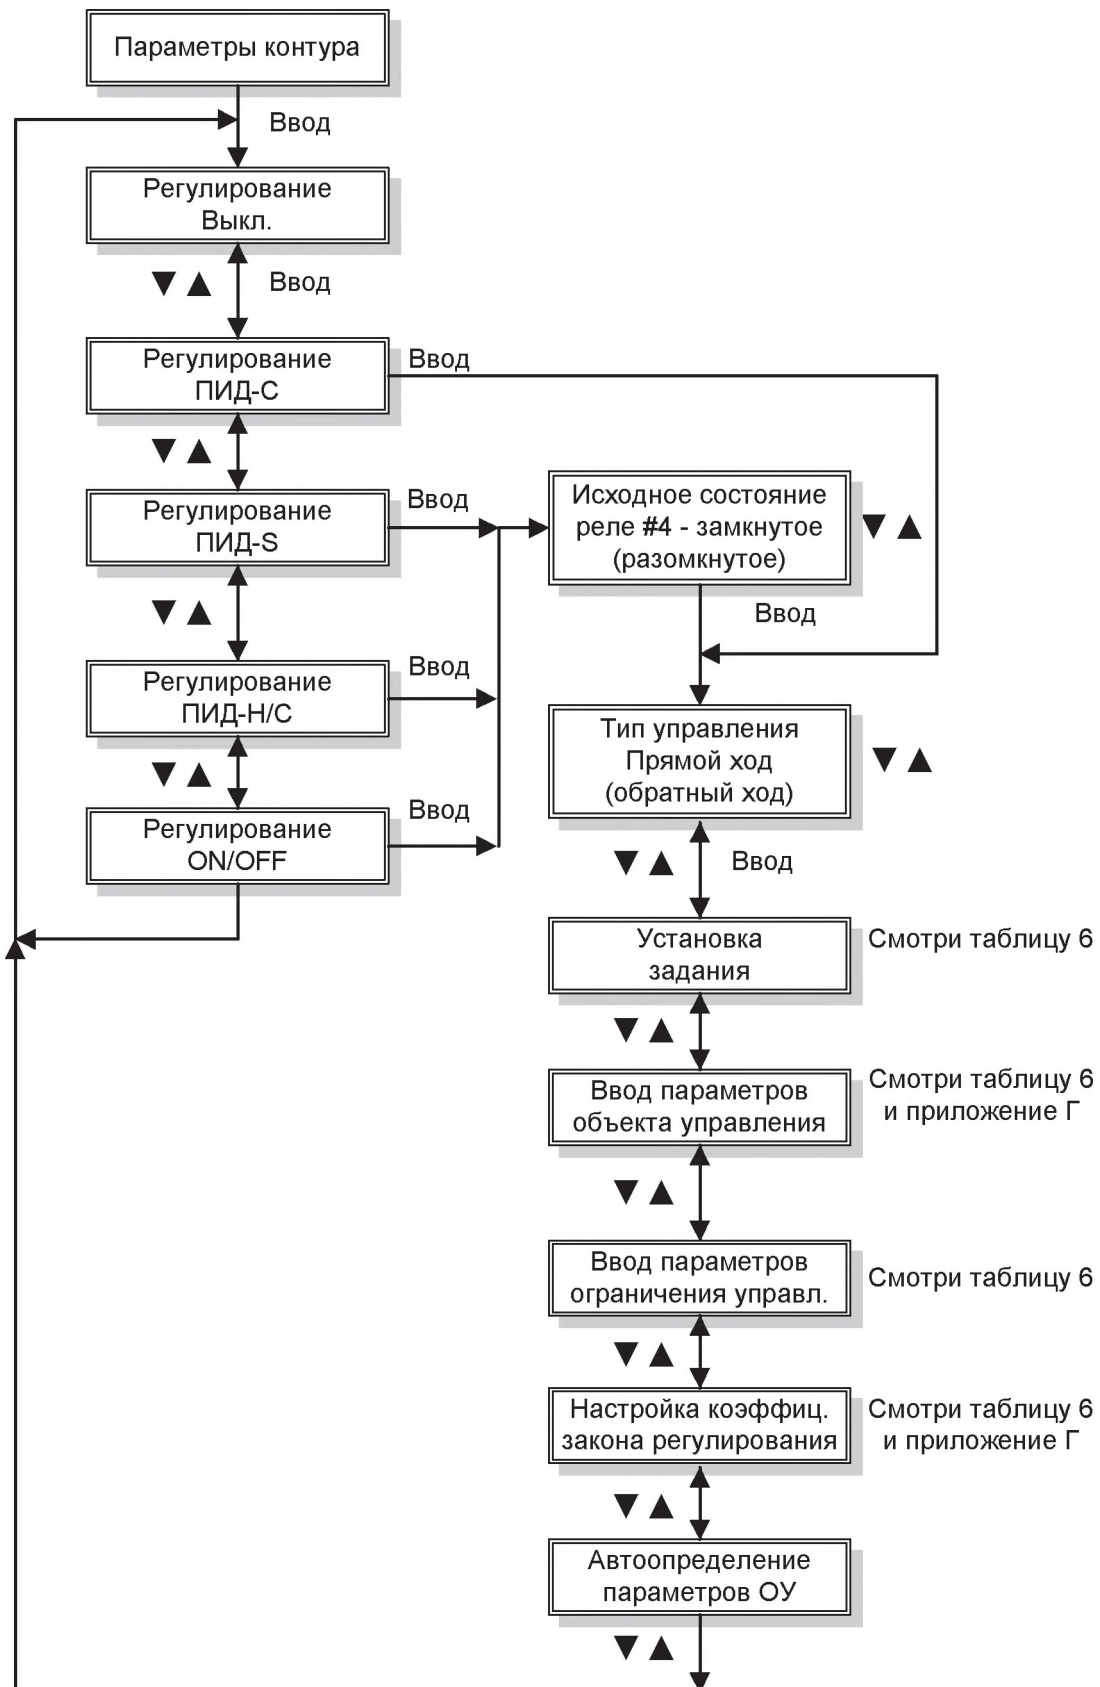 Параметры контура
Ввод
Регулирование
Выкл.
▼ ▲ Ввод
Регулирование
ПИД-С
Ввод
▼ ▲
Регулирование
ПИД-S
Ввод
Исходное состояние
реле #4 - замкнутое
(разомкнутое)
▼ ▲
Ввод
▼ ▲
Регулирование
ПИД-Н/С
Ввод
Тип управления
Прямой ход
(обратный ход)
▼ ▲
▼ ▲
Регулирование
ON/OFF
Ввод
▼ ▲ Ввод
Установка
задания
Смотри таблицу 6
▼ ▲
Ввод параметров
объекта управления
Смотри таблицу 6
и приложение Г
▼ ▲
Ввод параметров
ограничения управл.
Смотри таблицу 6
▼ ▲
Настройка коэффиц.
закона регулирования
Смотри таблицу 6
и приложение Г
▼ ▲
Автоопределение
параметров ОУ
▼ ▲